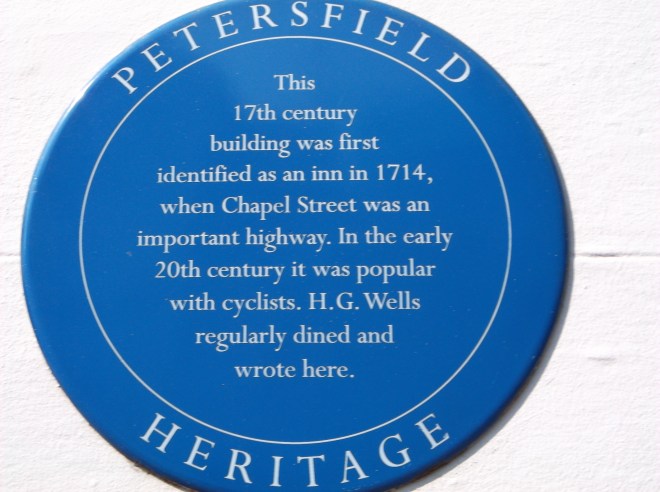 PETERSFIELD
This
17th century
building was first
identified as an inn in 1714,
when Chapel Street was an
important highway. In the early
20th century it was popular
with cyclists. H.G. Wells
regularly dined and
wrote here.
HERITAGE